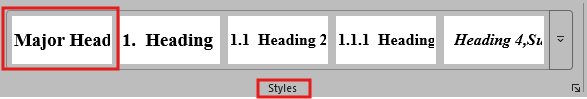 Major Head
1. Heading
1.1 Heading 2
1.1.1 Heading
Heading 4,Su
Styles